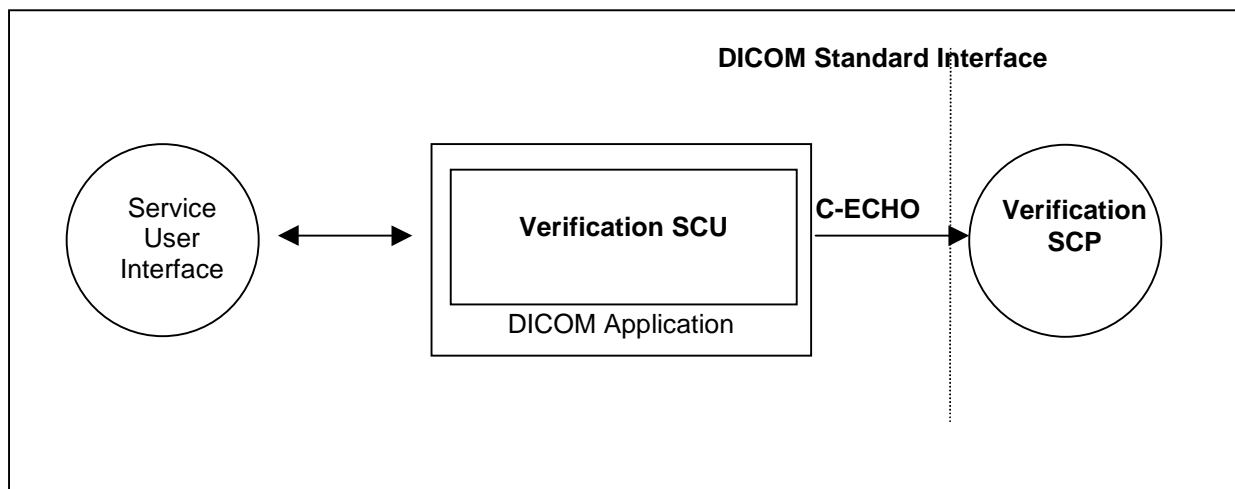 DICOM Standard Interface
Service
User
Interface
Verification SCU
DICOM Application
C-ECHO
Verification
SCP